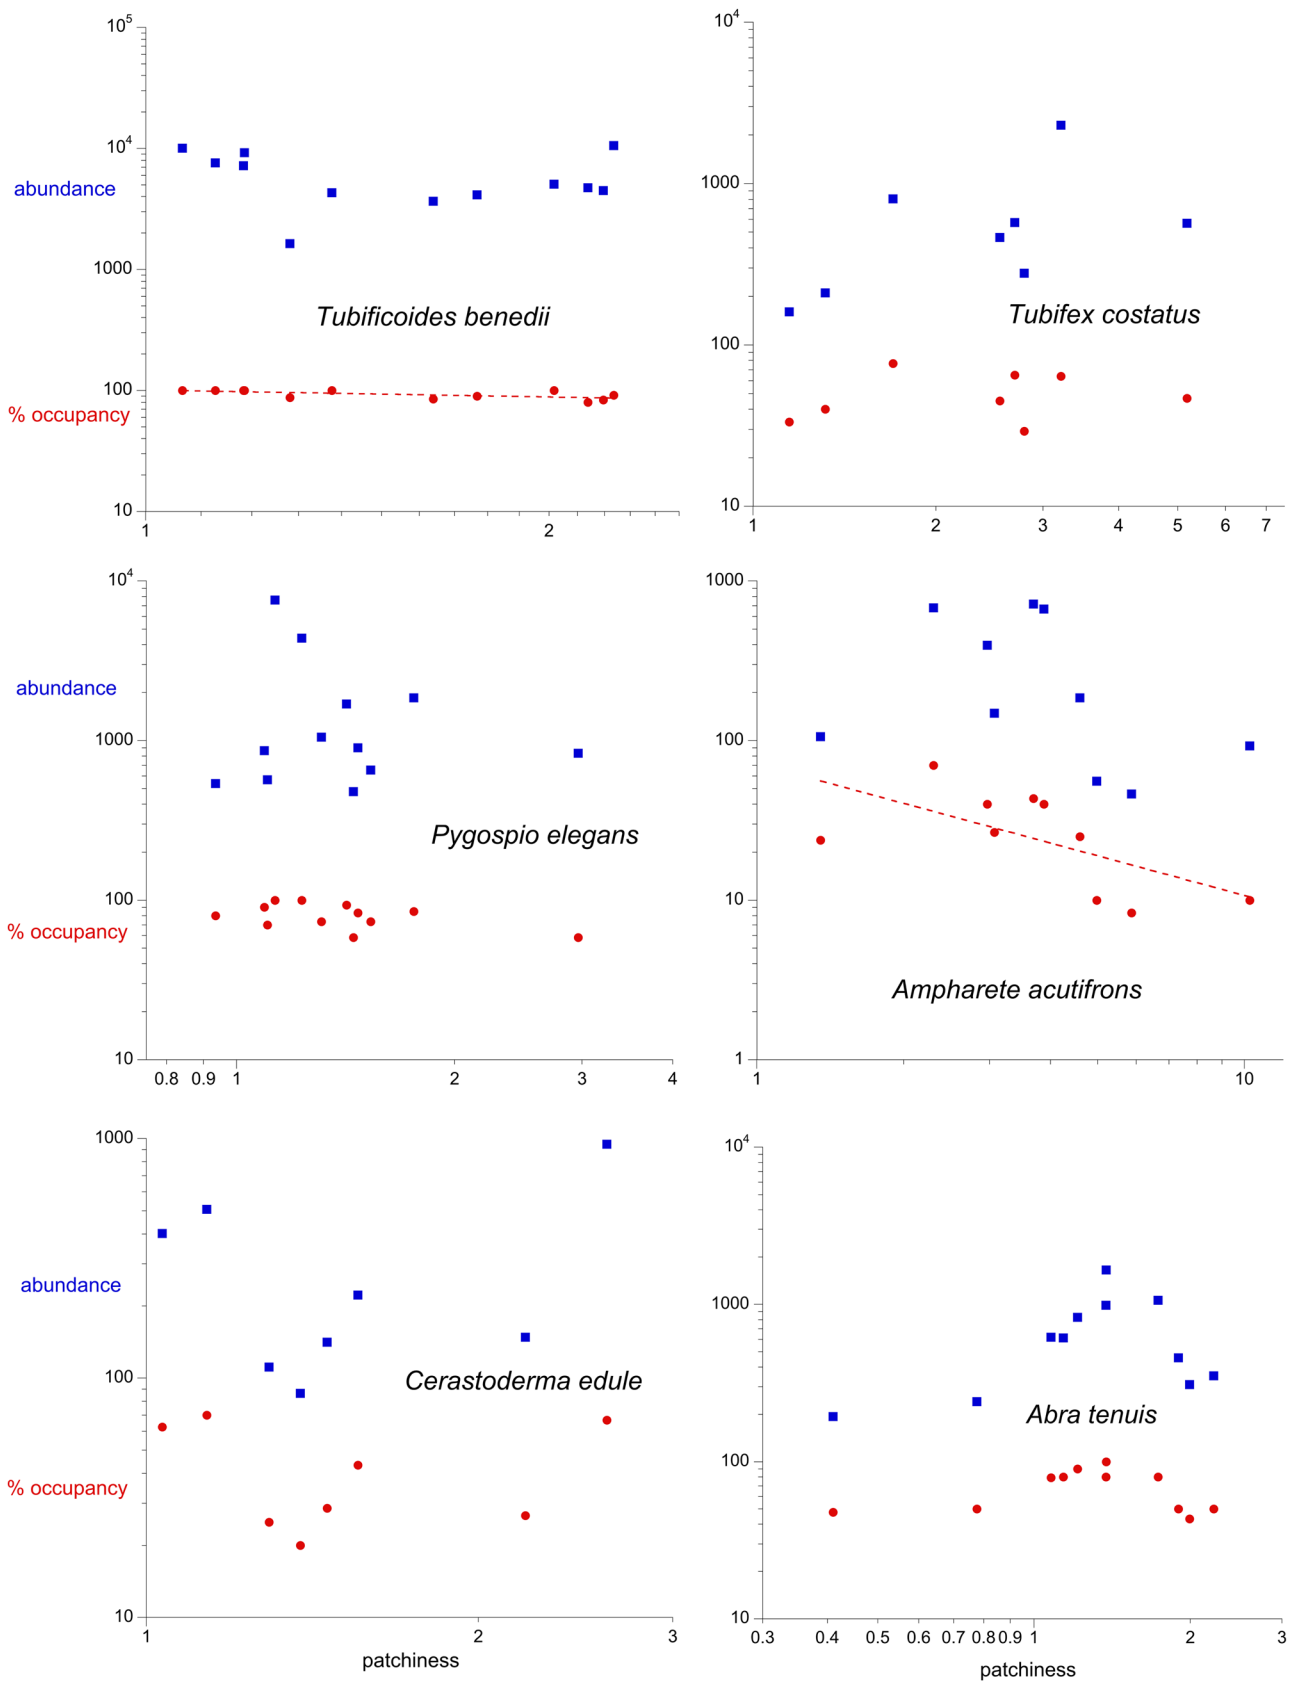 10^5
10^4
abundance
1000
Tubificoides benedii
100
% occupancy
10
1 2
10^4
1000
Tubifex costatus
100
10
1 2 3 4 5 6 7
10^4
abundance
1000
Pygospio elegans
100
% occupancy
10
0.8 0.9 1 2 3 4
1000
100
10
Ampharete acutifrons
1
1 10
1000
abundance
100
Cerastoderma edule
% occupancy
10
1 2 3
patchiness
10^4
1000
Abra tenuis
100
10
0.3 0.4 0.5 0.6 0.7 0.8 0.9 1 2 3
patchiness